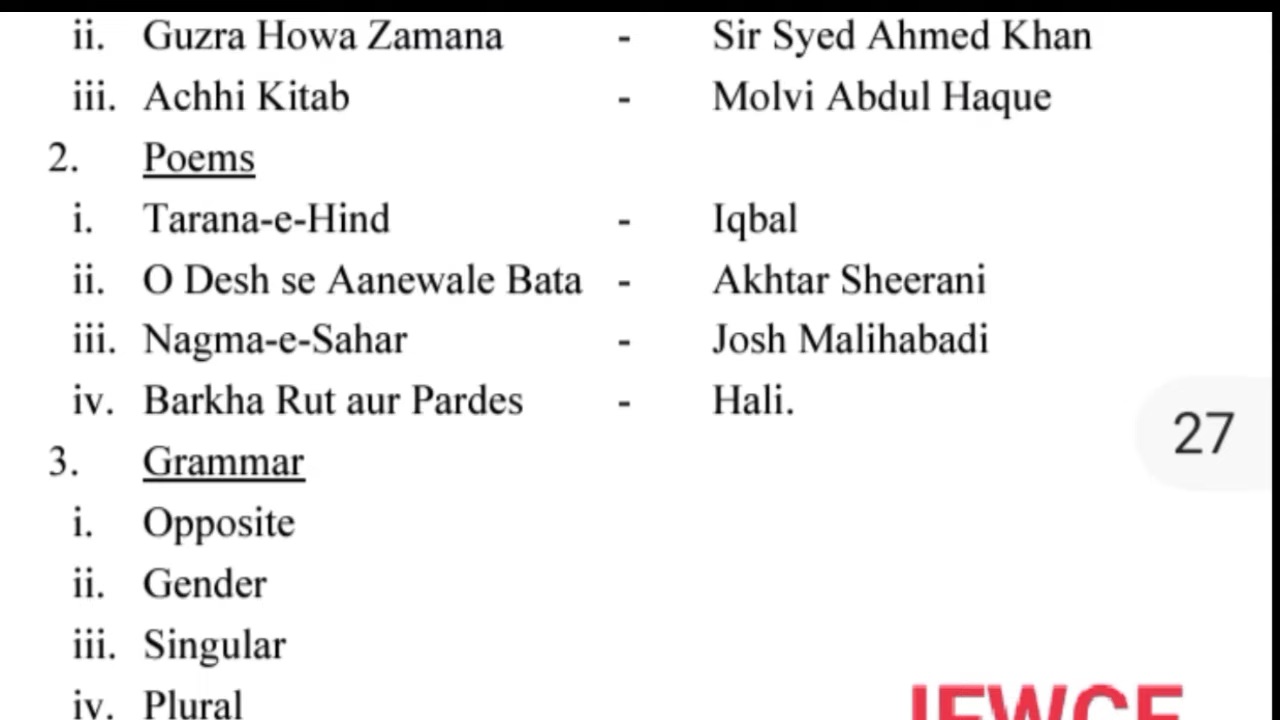 ii. Guzra Howa Zamana - Sir Syed Ahmed Khan
iii. Achhi Kitab - Molvi Abdul Haque
2. Poems
i. Tarana-e-Hind - Iqbal
ii. O Desh se Aanewale Bata - Akhtar Sheerani
iii. Nagma-e-Sahar - Josh Malihabadi
iv. Barkha Rut aur Pardes - Hali.
27
3. Grammar
i. Opposite
ii. Gender
iii. Singular
iv. Plural